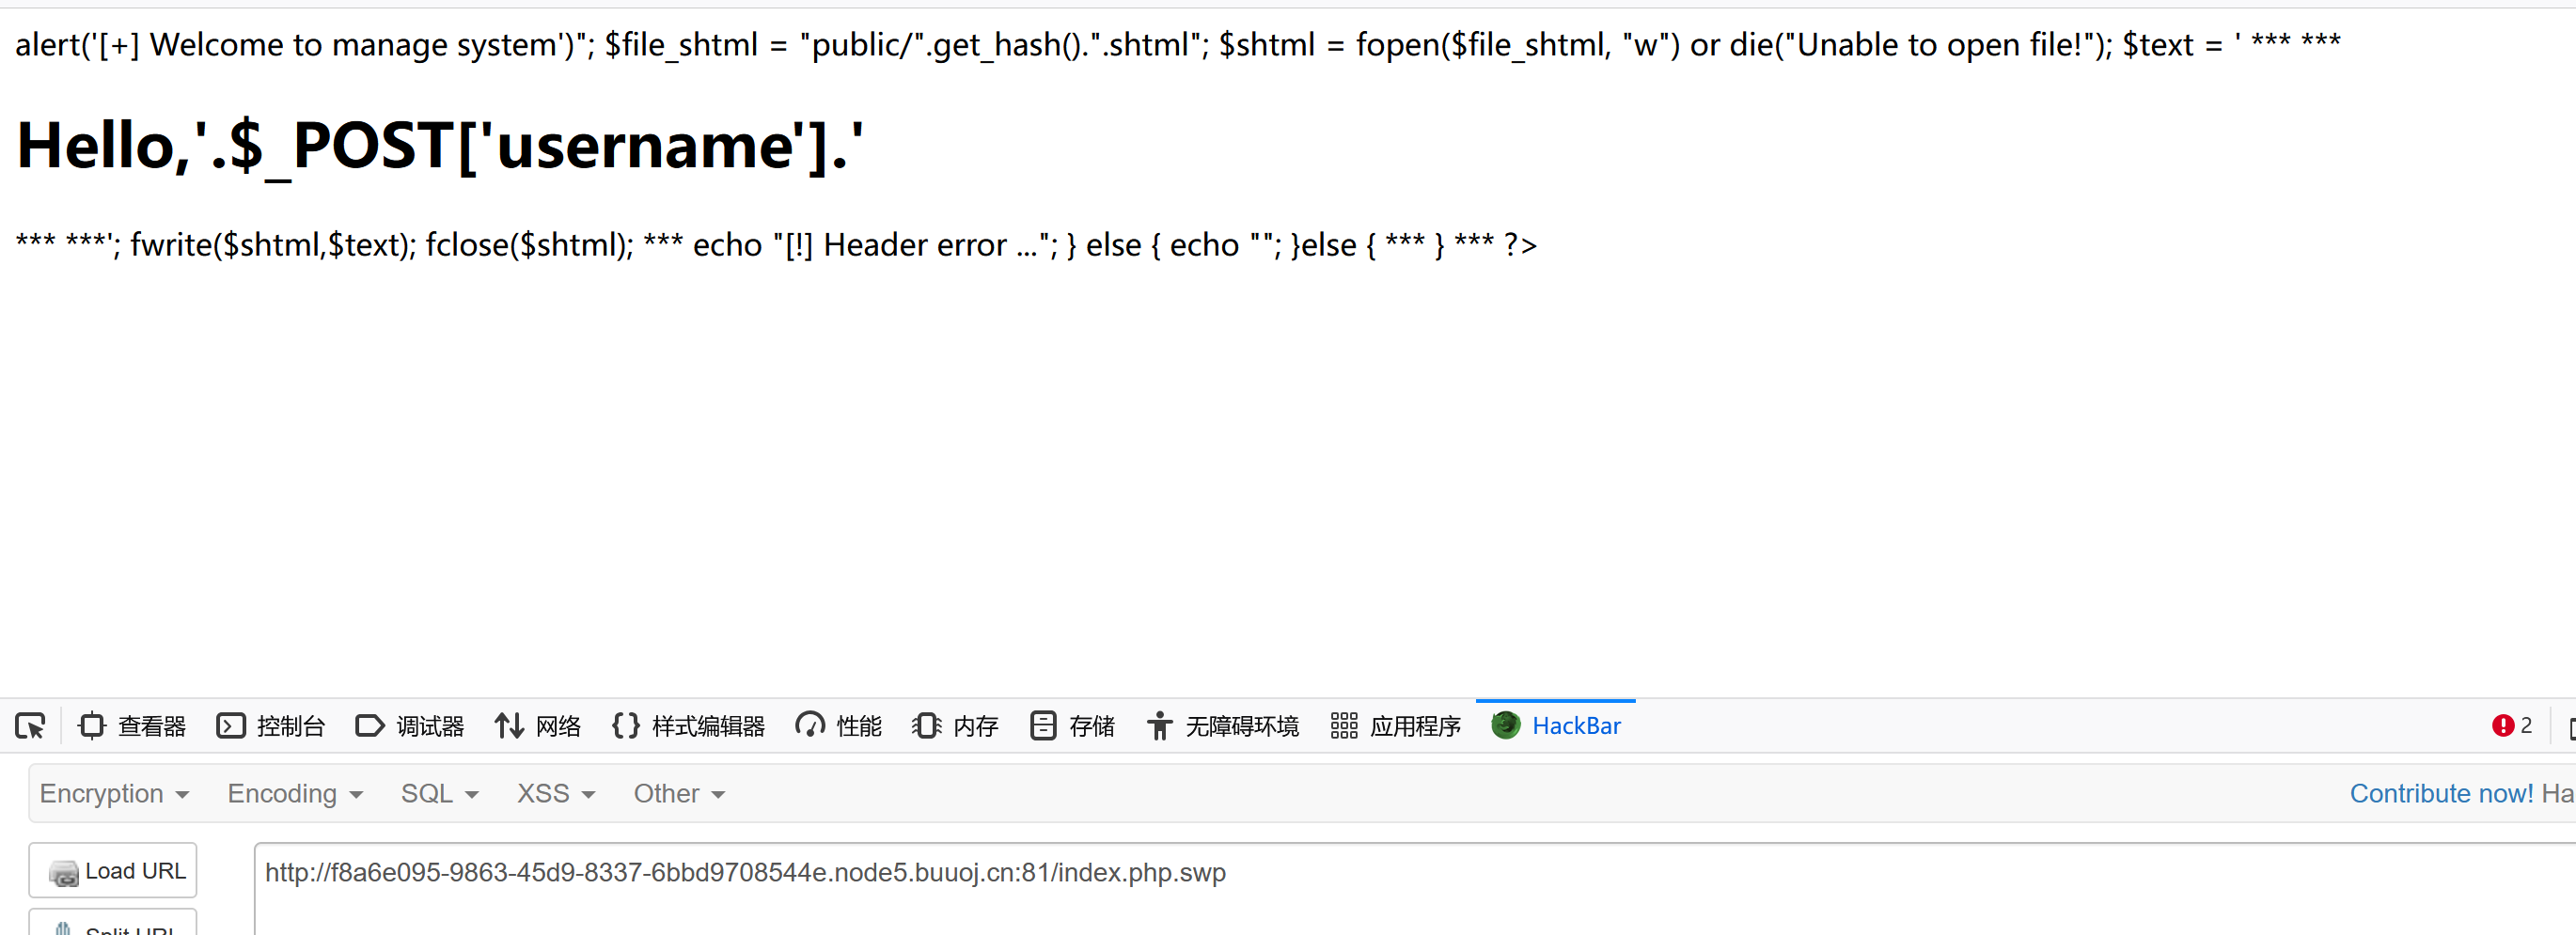 alert('[+] Welcome to manage system')"; $file_shtml = "public/".get_hash().".shtml"; $shtml = fopen($file_shtml, "w") or die("Unable to open file!"); $text = ' *** ***
Hello,'.$_POST['username'].'
*** ***'; fwrite($shtml,$text); fclose($shtml); *** echo "[!] Header error ..."; } else { echo ""; }else { *** } *** ?>
查看器 控制台 调试器 网络 样式编辑器 性能 内存 存储 无障碍环境 应用程序 HackBar 2
Encryption Encoding SQL XSS Other Contribute now! Ha
Load URL http://f8a6e095-9863-45d9-8337-6bbd9708544e.node5.buuoj.cn:81/index.php.swp
Split URL